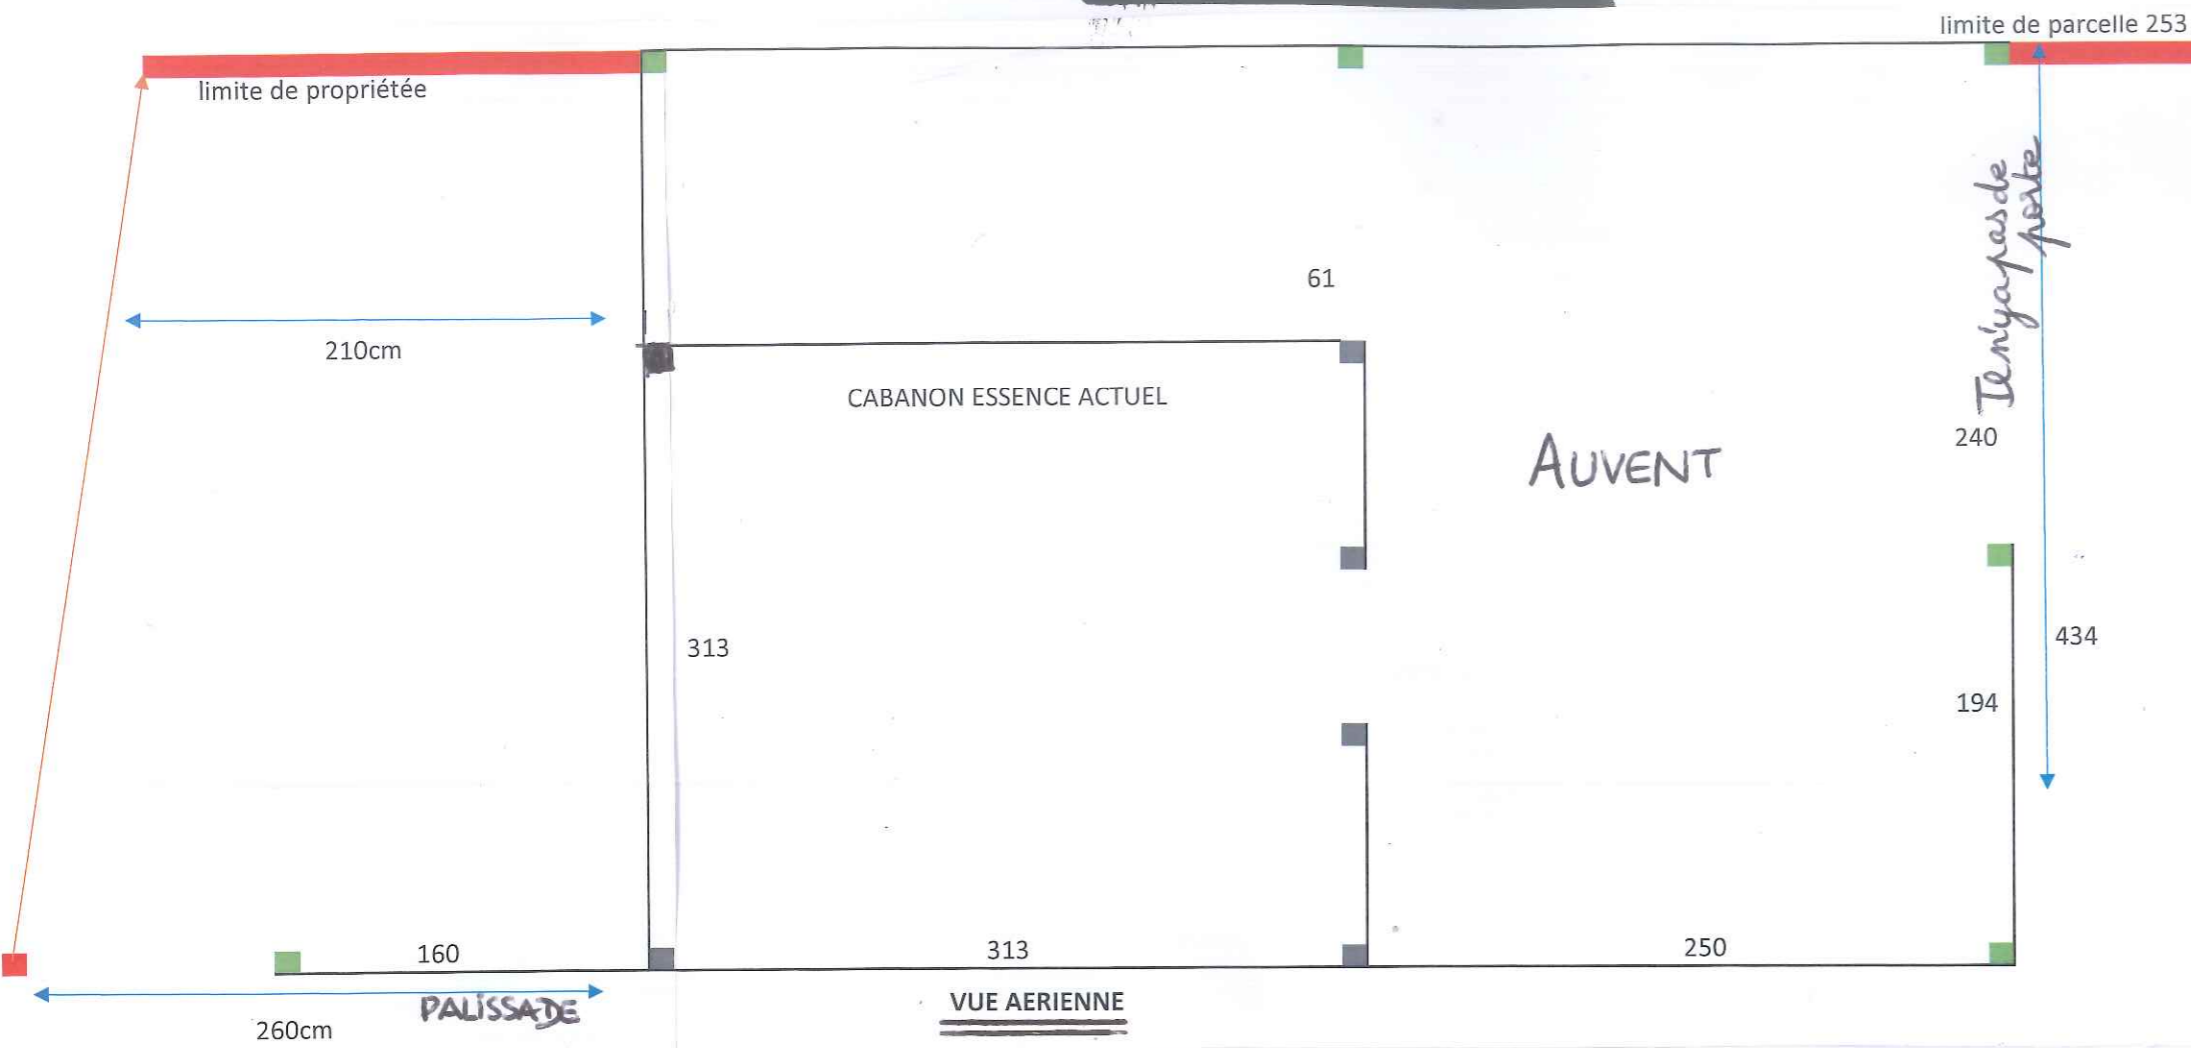 limite de parcelle 253
limite de propriétée
Ici n'y a pas de
porte
61
210cm
CABANON ESSENCE ACTUEL
240
AUVENT
313
434
194
160
313
250
PALISSADE
VUE AERIENNE
260cm